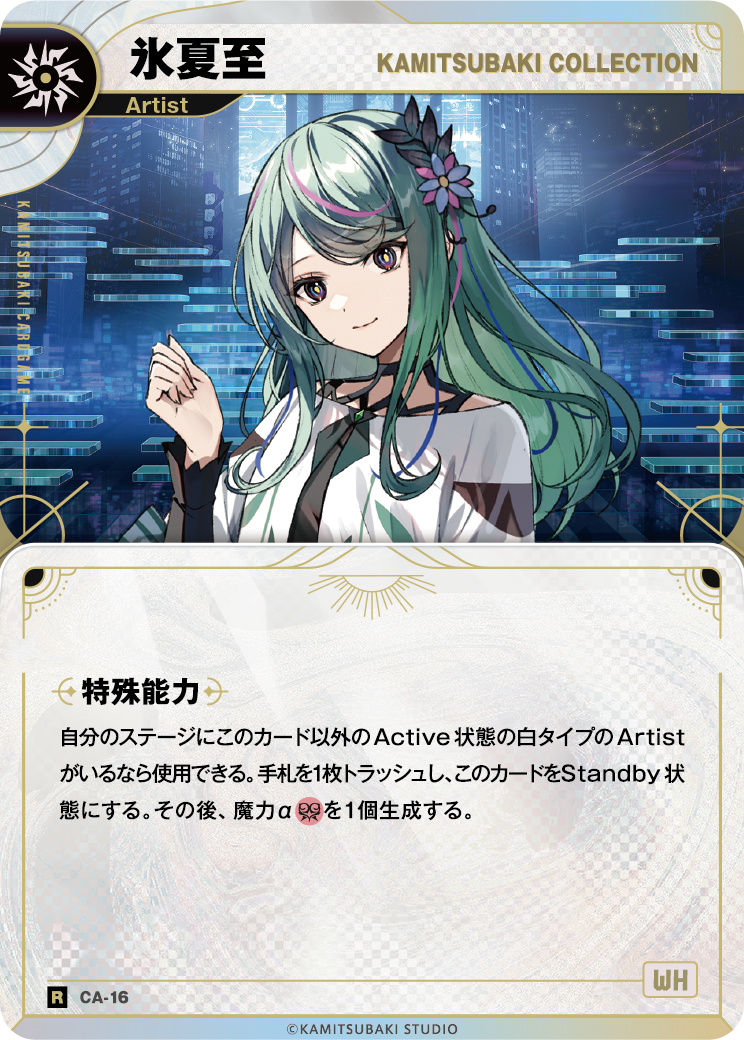 氷夏至
KAMITSUBAKI COLLECTION
Artist
KAMITSUBAKI CARDGAME
特殊能力
自分のステージにこのカード以外のActive状態の白タイプのArtist
がいるなら使用できる。手札を1枚トラッシュし、このカードをStandby状
態にする。その後、魔力αを1個生成する。
R CA-16
WH
©KAMITSUBAKI STUDIO